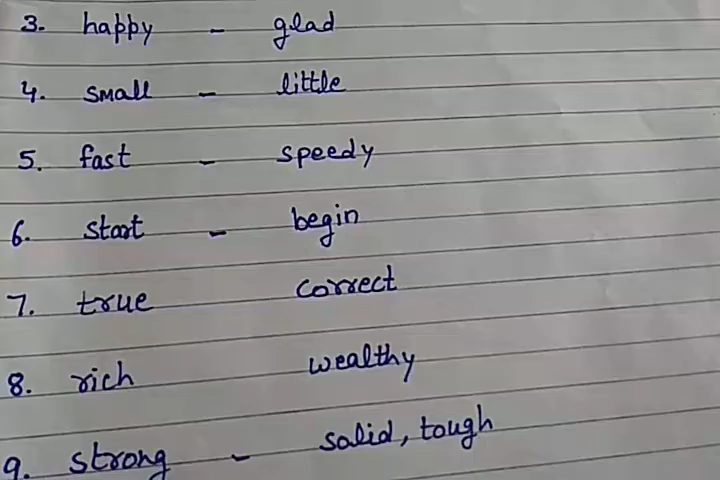 3. happy - glad
4. small - little
5. fast - speedy
6. start - begin
7. true correct
8. rich wealthy
9. strong - salid, tough